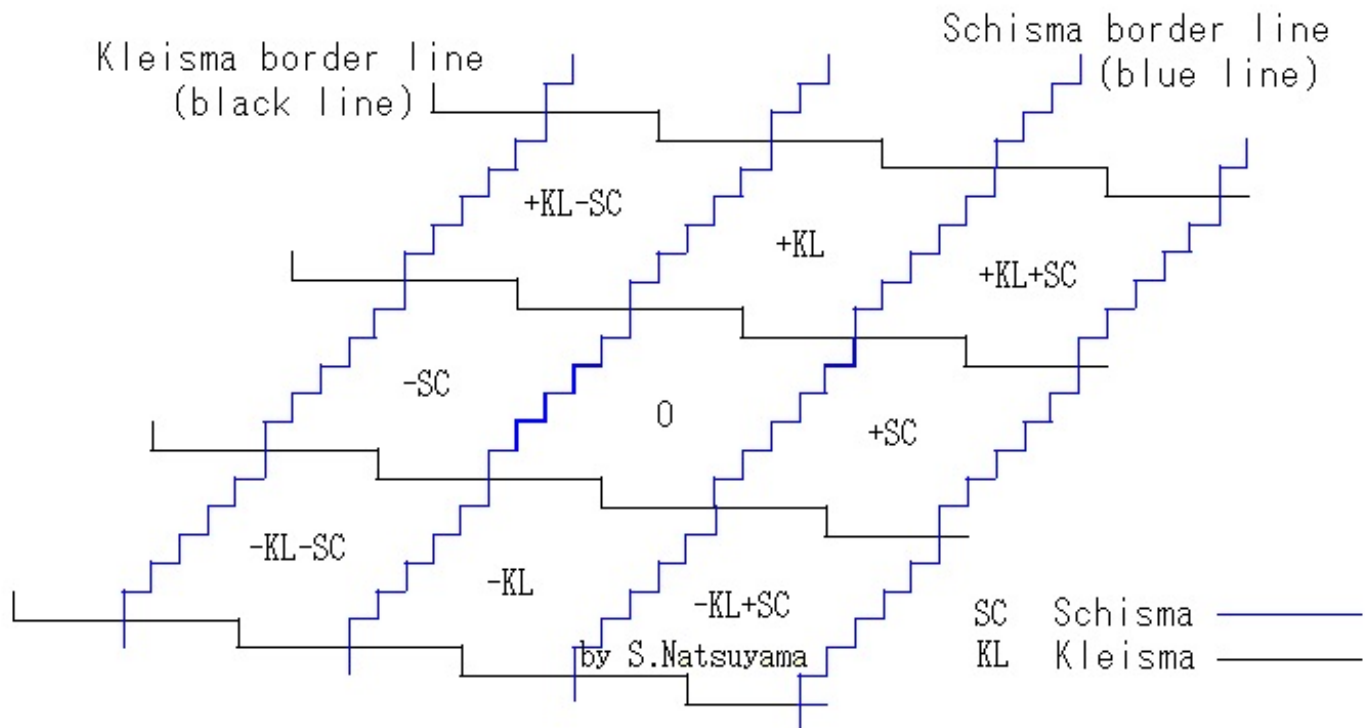 Kleisma border line
(black line)
Schisma border line
(blue line)
+KL-SC
+KL
+KL+SC
-SC
0
+SC
-KL-SC
-KL
-KL+SC
by S.Natsuyama
SC Schisma
KL Kleisma